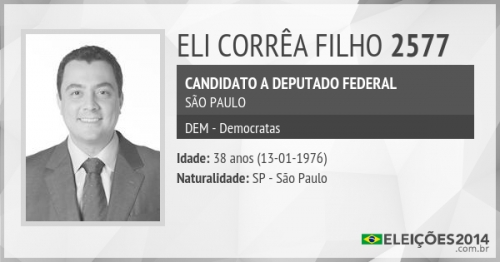 ELI CORRÊA FILHO 2577
CANDIDATO A DEPUTADO FEDERAL
SÃO PAULO
DEM - Democratas
Idade: 38 anos (13-01-1976)
Naturalidade: SP - São Paulo
ELEIÇÕES2014
.com.br